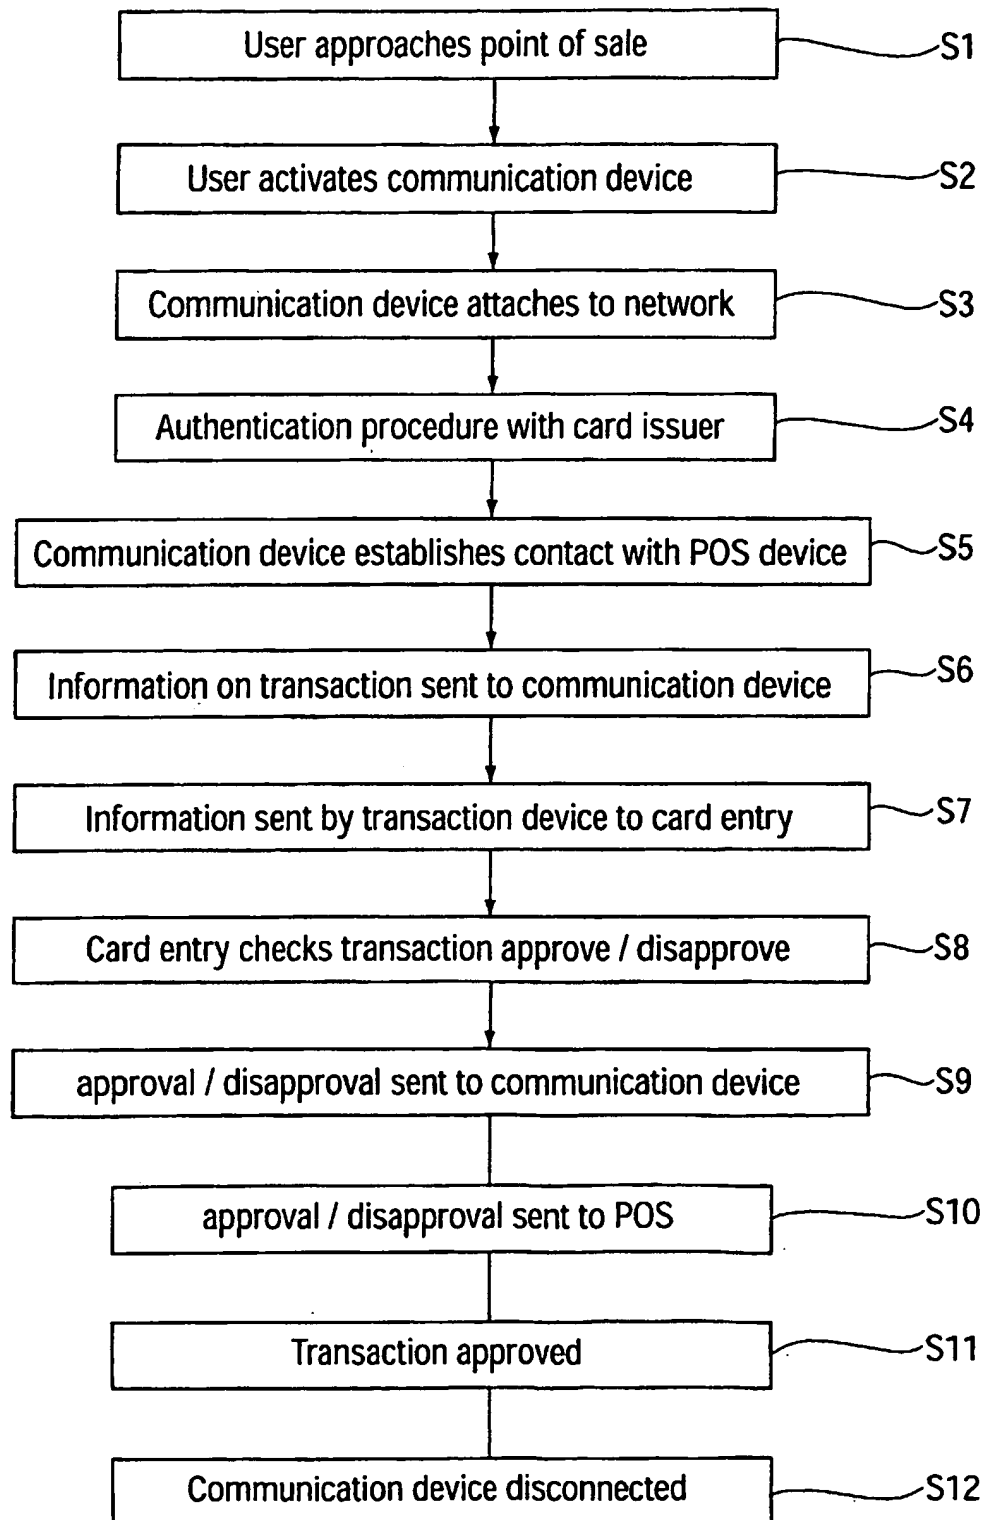 User approaches point of sale S1
User activates communication device S2
Communication device attaches to network S3
Authentication procedure with card issuer S4
Communication device establishes contact with POS device S5
Information on transaction sent to communication device S6
Information sent by transaction device to card entry S7
Card entry checks transaction approve / disapprove S8
approval / disapproval sent to communication device S9
approval / disapproval sent to POS S10
Transaction approved S11
Communication device disconnected S12